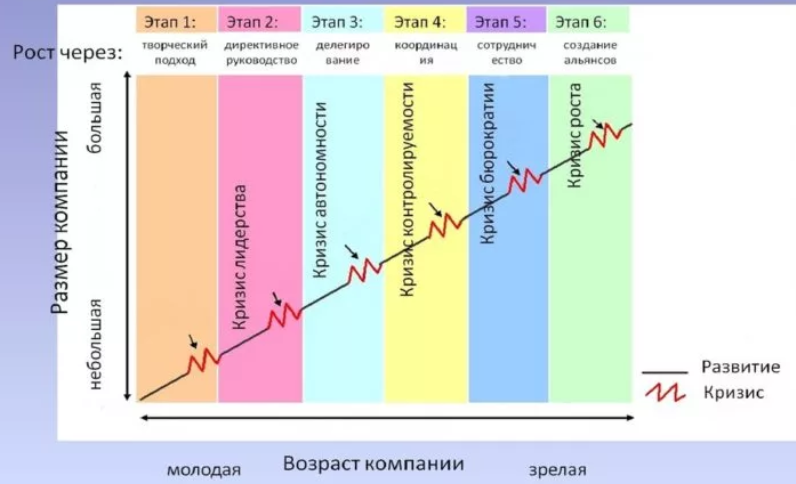 Этап 1:
Этап 2:
Этап 3:
Этап 4:
Этап 5:
Этап 6:
Рост через:
творческий
подход
директивное
руководство
делегиро
вание
координац
ия
сотруднич
ество
создание
альянсов
Размер компании
большая
небольшая
Кризис лидерства
Кризис автономности
Кризис контролируемости
Кризис бюрократии
Кризис роста
Развитие
Кризис
молодая
Возраст компании
зрелая